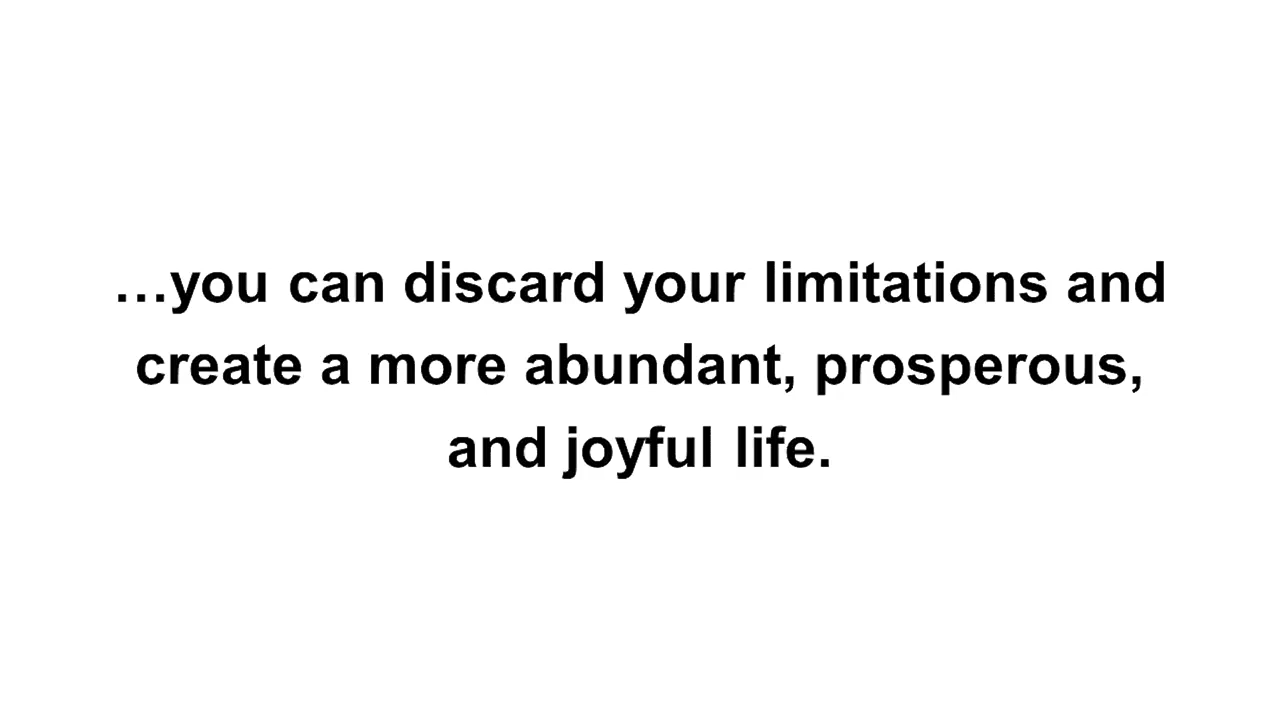 …you can discard your limitations and
create a more abundant, prosperous,
and joyful life.